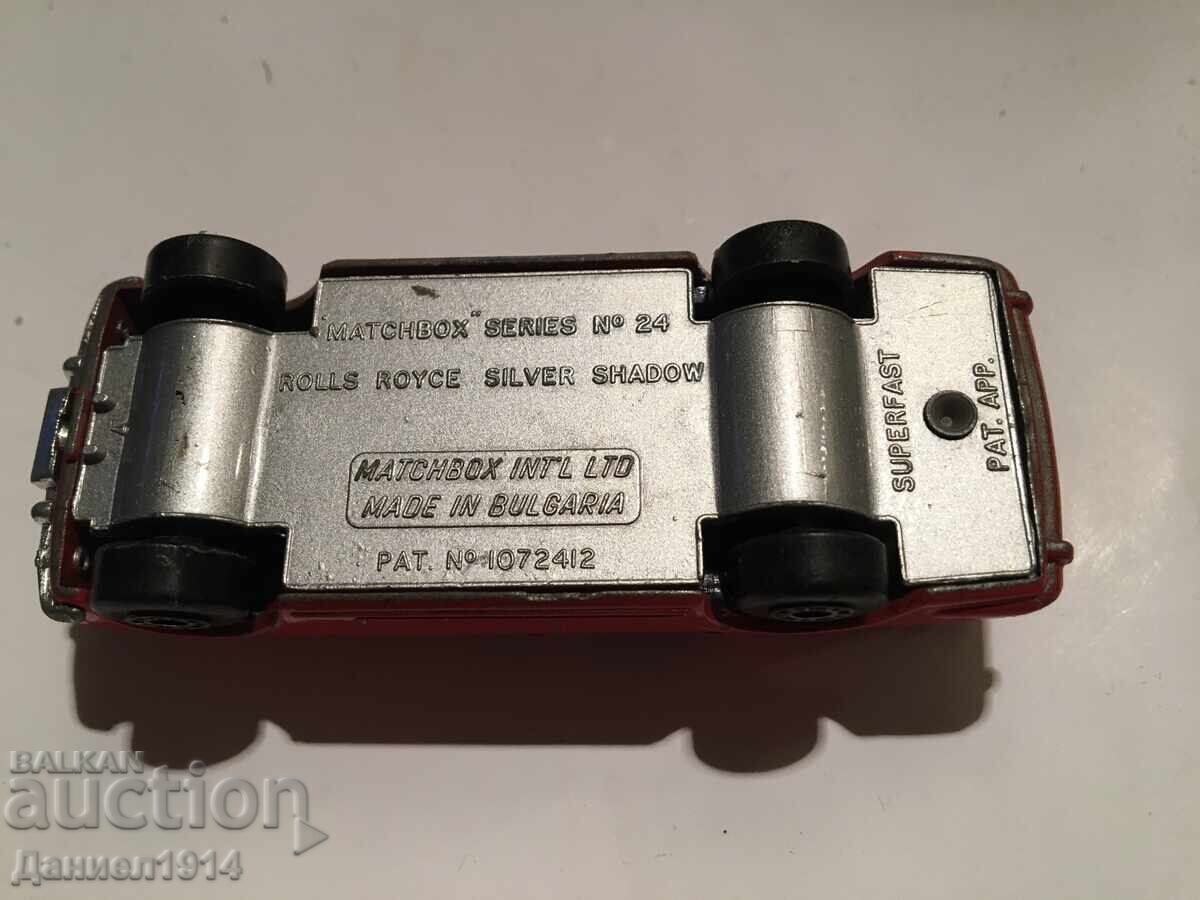 "MATCHBOX" SERIES Nº 24
ROLLS ROYCE SILVER SHADOW
MATCHBOX INT'L LTD
MADE IN BULGARIA
PAT. Nº 1072412
SUPERFAST
PAT. APP.
BALKAN
auction
Даниел1914